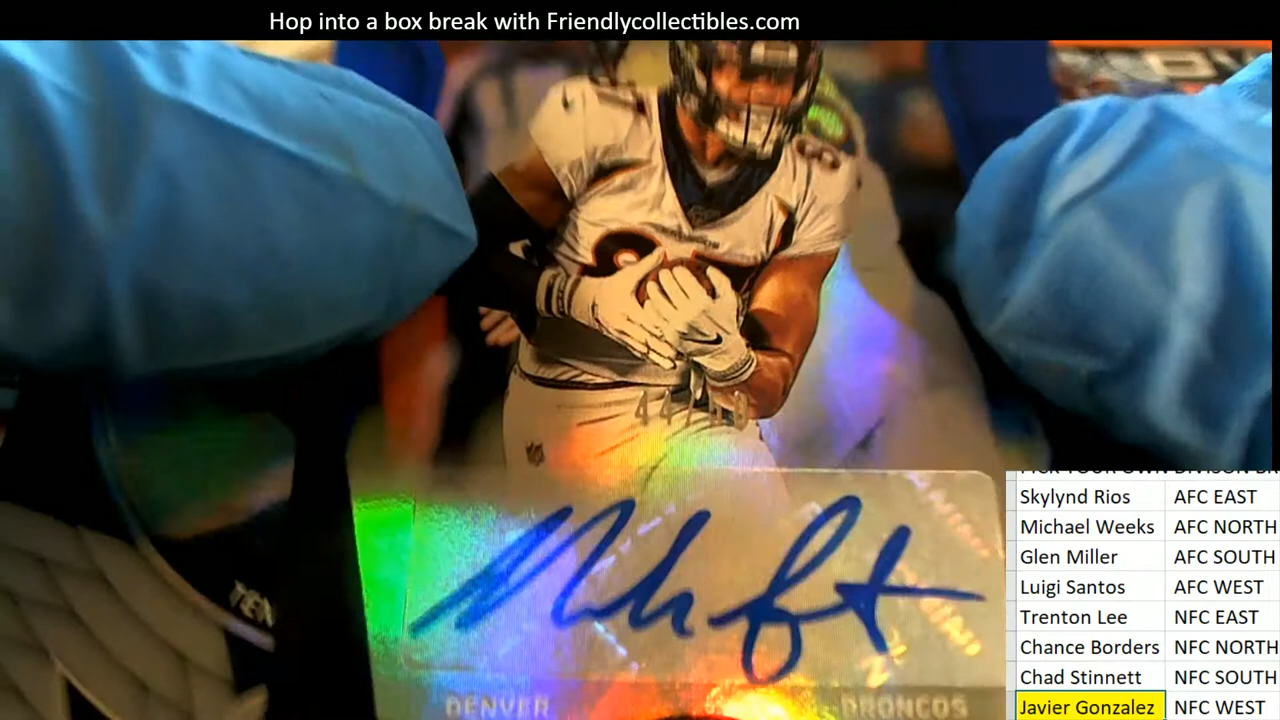 Hop into a box break with Friendlycollectibles.com
44/49
DENVER BRONCOS
Skylynd Rios AFC EAST
Michael Weeks AFC NORTH
Glen Miller AFC SOUTH
Luigi Santos AFC WEST
Trenton Lee NFC EAST
Chance Borders NFC NORTH
Chad Stinnett NFC SOUTH
Javier Gonzalez NFC WEST